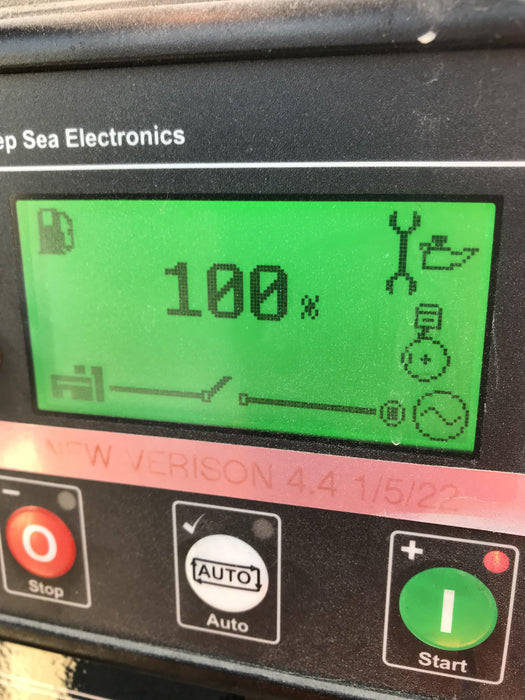 ep Sea Electronics
100%
NEW VERISON 4.4 1/5/22
- +
O AUTO I
Stop Auto Start